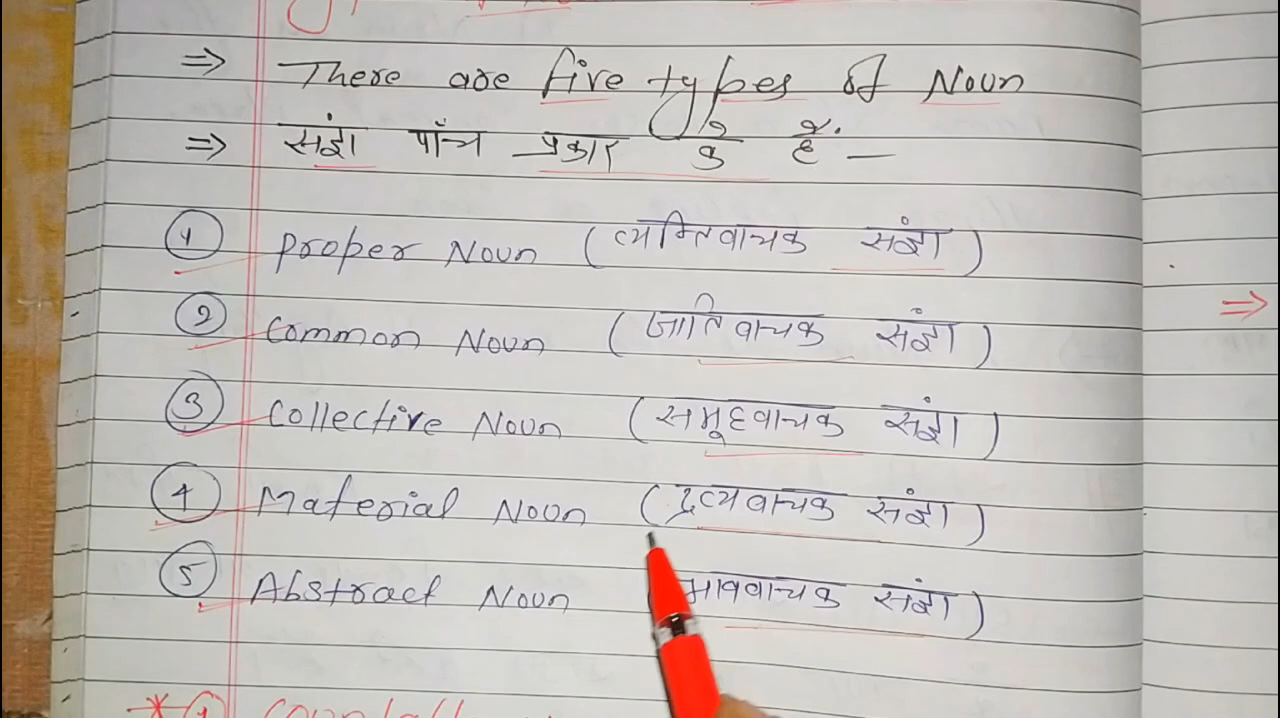 ⇒ There are five types of Noun
⇒ संज्ञा पाँच प्रकार के है. —
① Proper Noun (व्यक्तिवाचक संज्ञा)
② Common Noun (जातिवाचक संज्ञा)
③ Collective Noun (समूहवाचक संज्ञा)
④ Material Noun (द्रव्यवाचक संज्ञा)
⑤ Abstract Noun भाववाचक संज्ञा)